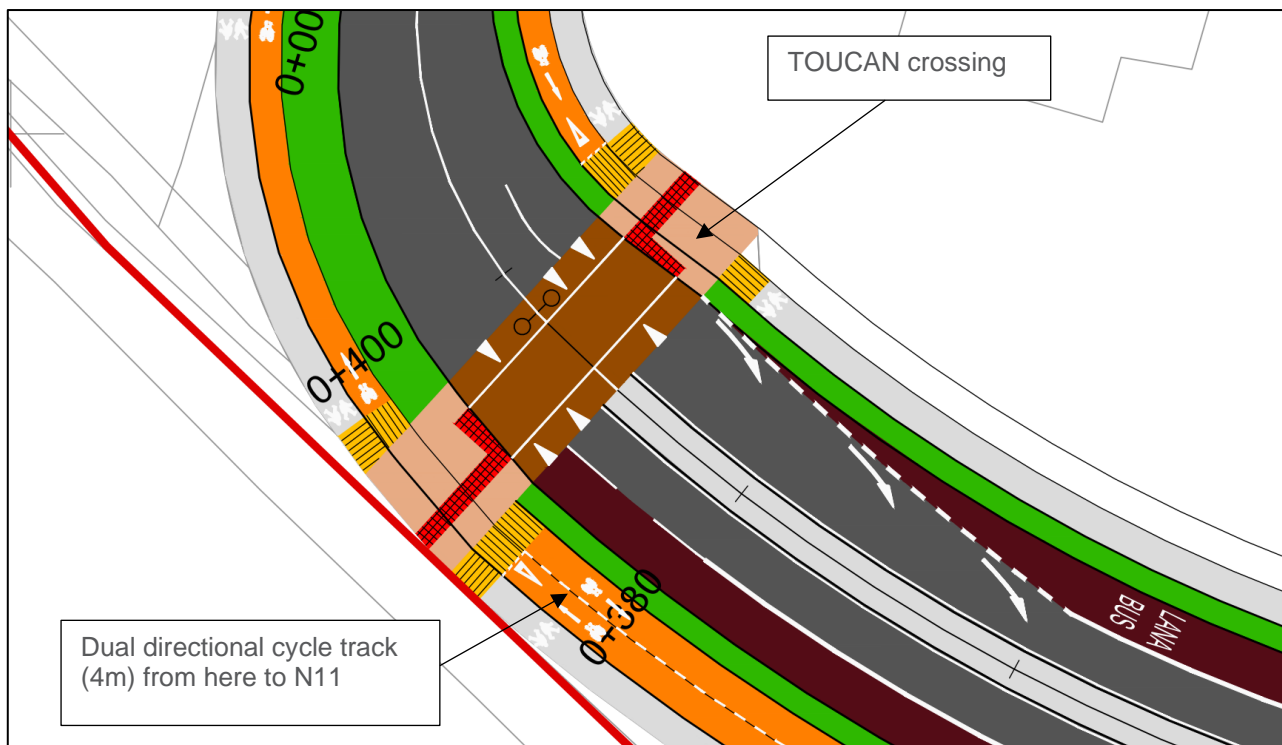 0+00
TOUCAN crossing
0+400
0+380
Dual directional cycle track
(4m) from here to N11
LANA
BUS